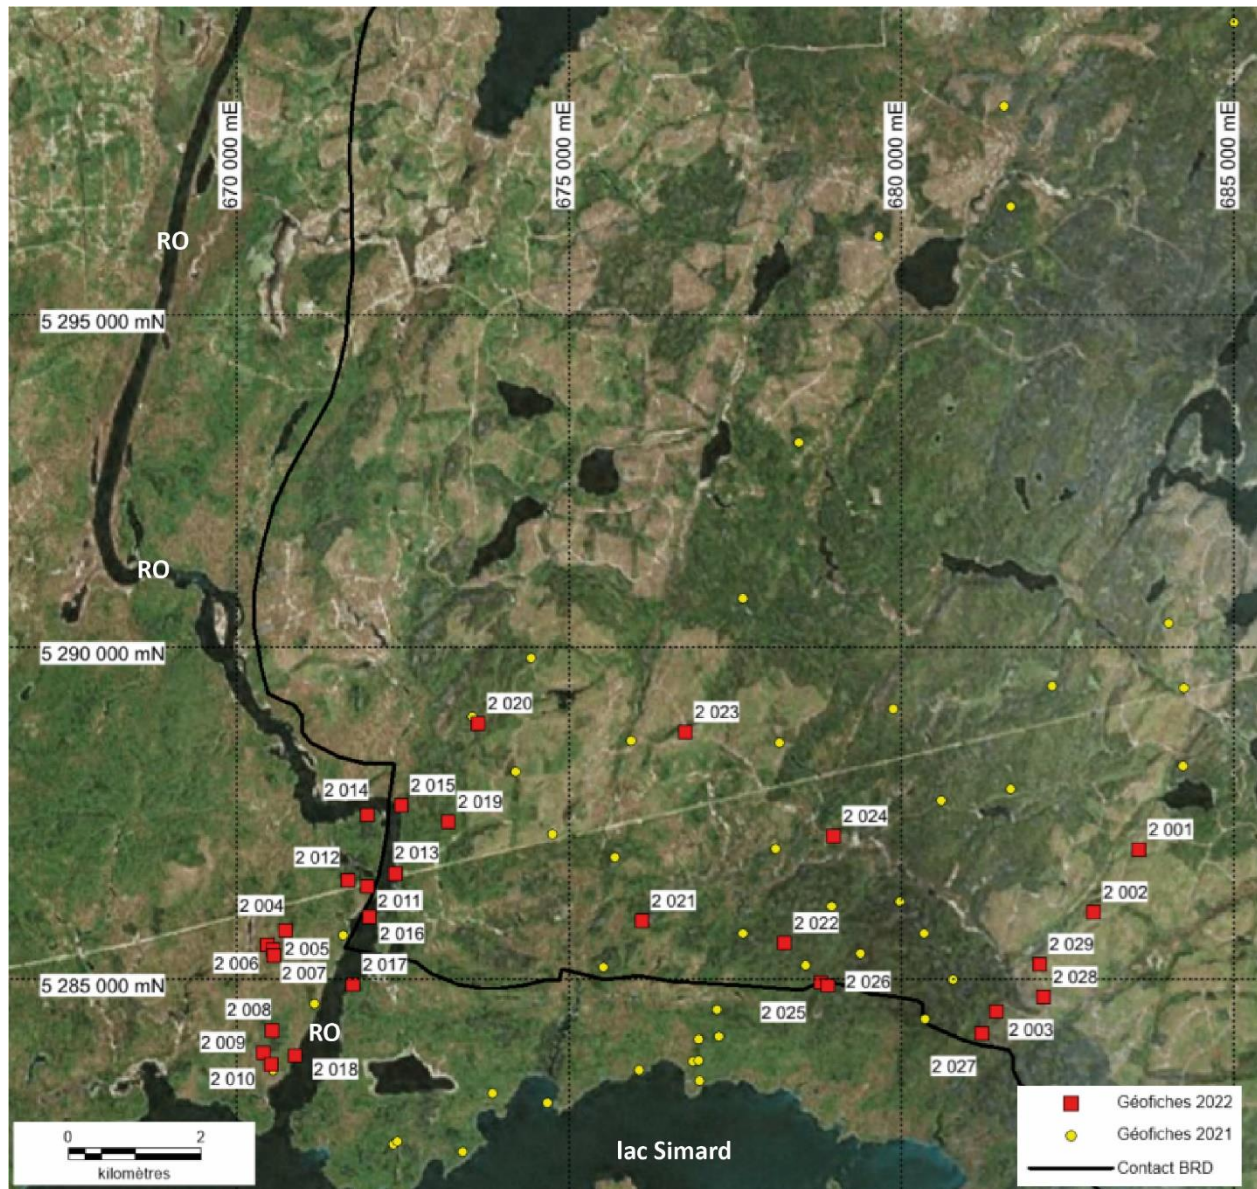 670 000 mE
675 000 mE
680 000 mE
685 000 mE
RO
5 295 000 mN
RO
5 290 000 mN
2 020
2 023
2 015
2 014
2 019
2 024
2 001
2 013
2 012
2 011
2 002
2 004
2 021
2 016
2 022
2 005
2 029
2 006
2 007
2 017
2 028
5 285 000 mN
2 026
2 025
2 008
RO
2 003
2 009
2 018
2 027
2 010
Géofiches 2022
0 2
Géofiches 2021
lac Simard
kilomètres
Contact BRD